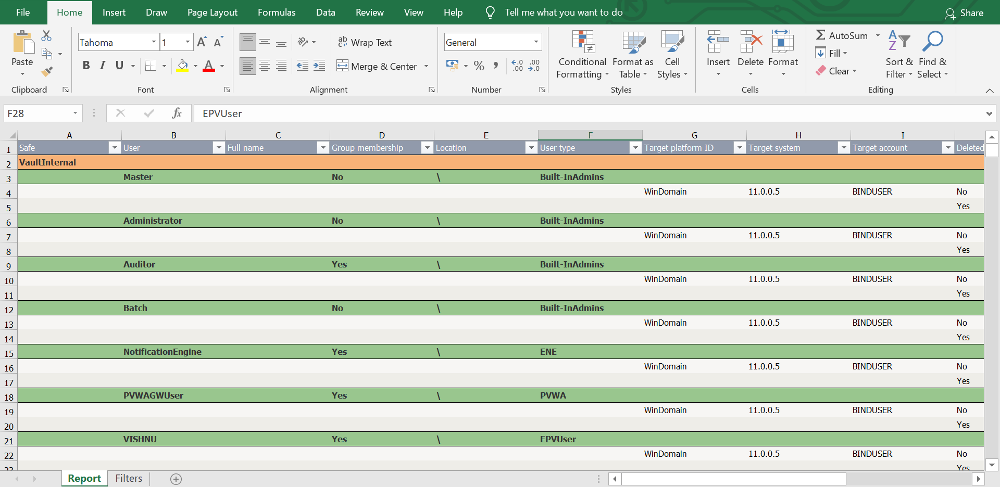 File Home Insert Draw Page Layout Formulas Data Review View Help Tell me what you want to do Share
Tahoma 1 A A ab Wrap Text General AutoSum A
Paste B I U A Merge & Center % .0 .00 .00 .0 Conditional Formatting Format as Table Cell Styles Insert Delete Format Fill Clear Z Sort & Filter Find & Select
Clipboard Font Alignment Number Styles Cells Editing
F28 fx EPVUser
A B C D E F G H I
1 Safe User Full name Group membership Location User type Target platform ID Target system Target account Deleted
2 VaultInternal
3 Master No \ Built-InAdmins
4 WinDomain 11.0.0.5 BINDUSER No
5 Yes
6 Administrator No \ Built-InAdmins
7 WinDomain 11.0.0.5 BINDUSER No
8 Yes
9 Auditor Yes \ Built-InAdmins
10 WinDomain 11.0.0.5 BINDUSER No
11 Yes
12 Batch No \ Built-InAdmins
13 WinDomain 11.0.0.5 BINDUSER No
14 Yes
15 NotificationEngine Yes \ ENE
16 WinDomain 11.0.0.5 BINDUSER No
17 Yes
18 PVWAGWUser Yes \ PVWA
19 WinDomain 11.0.0.5 BINDUSER No
20 Yes
21 VISHNU Yes \ EPVUser
22 WinDomain 11.0.0.5 BINDUSER No
23 Yes
Report Filters